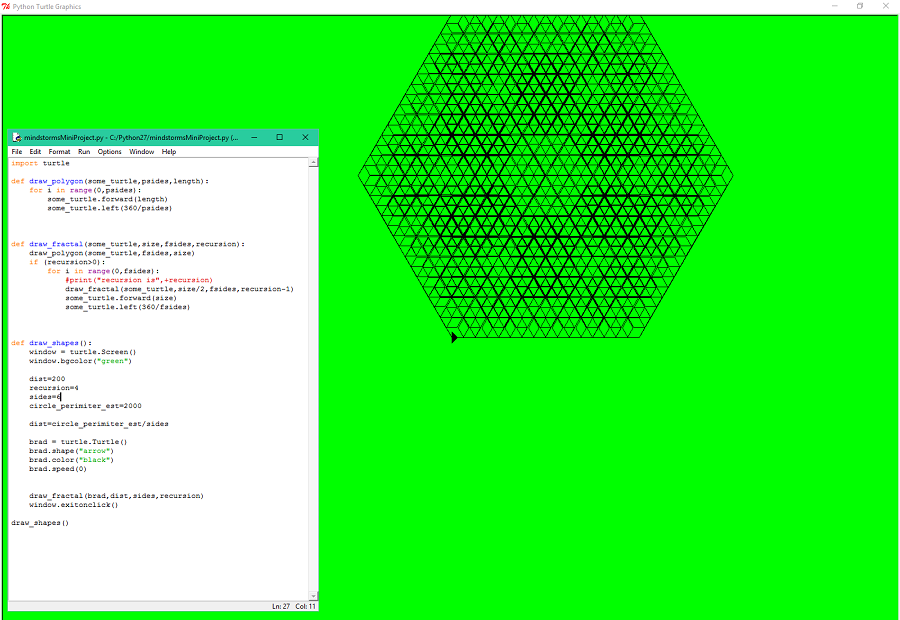 Python Turtle Graphics
mindstormsMiniProject.py - C:/Python27/mindstormsMiniProject.py (...
File Edit Format Run Options Window Help
import turtle
def draw_polygon(some_turtle,psides,length):
    for i in range(0,psides):
        some_turtle.forward(length)
        some_turtle.left(360/psides)
def draw_fractal(some_turtle,size,fsides,recursion):
    draw_polygon(some_turtle,fsides,size)
    if (recursion>0):
        for i in range(0,fsides):
            #print("recursion is",+recursion)
            draw_fractal(some_turtle,size/2,fsides,recursion-1)
            some_turtle.forward(size)
            some_turtle.left(360/fsides)
def draw_shapes():
    window = turtle.Screen()
    window.bgcolor("green")
    dist=200
    recursion=4
    sides=6
    circle_perimiter_est=2000
    dist=circle_perimiter_est/sides
    brad = turtle.Turtle()
    brad.shape("arrow")
    brad.color("black")
    brad.speed(0)
    draw_fractal(brad,dist,sides,recursion)
    window.exitonclick()
draw_shapes()
Ln: 27 Col: 11